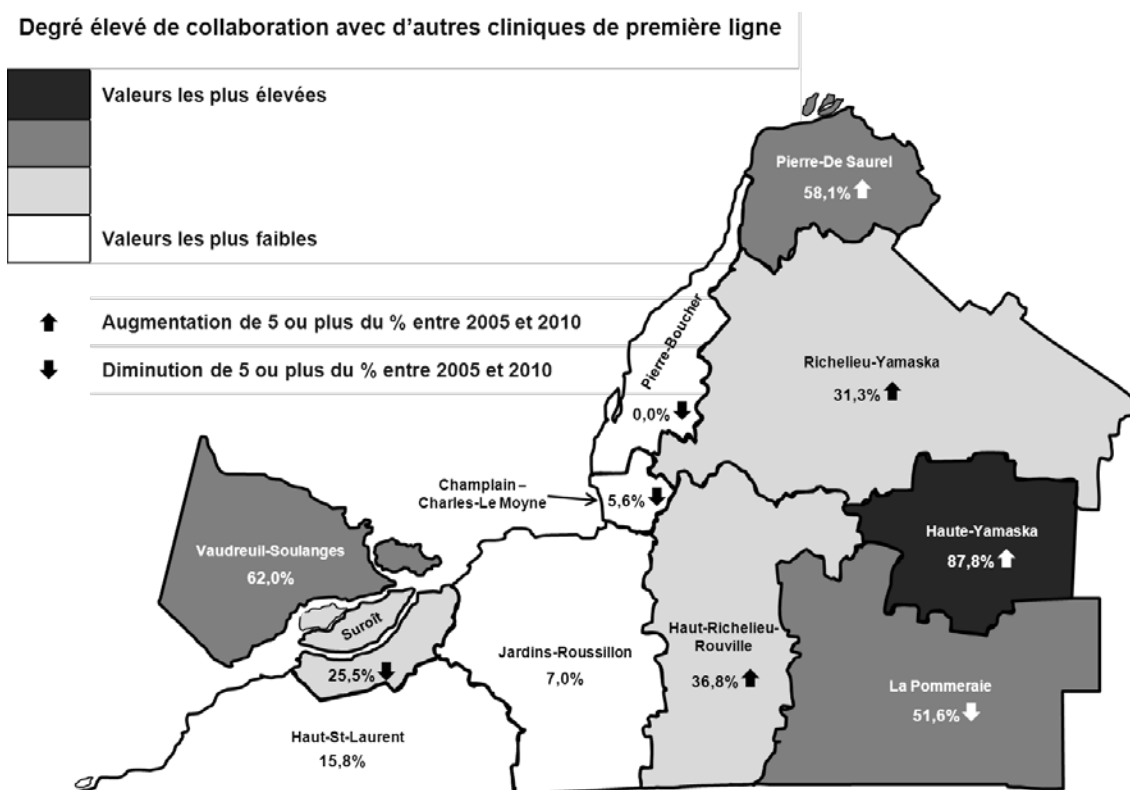 Degré élevé de collaboration avec d'autres cliniques de première ligne
Valeurs les plus élevées
Valeurs les plus faibles
Augmentation de 5 ou plus du % entre 2005 et 2010
Diminution de 5 ou plus du % entre 2005 et 2010
Pierre-De Saurel
58,1%
Pierre-Boucher
0,0%
Richelieu-Yamaska
31,3%
Champlain –
Charles-Le Moyne
5,6%
Haute-Yamaska
87,8%
Vaudreuil-Soulanges
62,0%
Suroît
25,5%
Jardins-Roussillon
7,0%
Haut-Richelieu-
Rouville
36,8%
La Pommeraie
51,6%
Haut-St-Laurent
15,8%